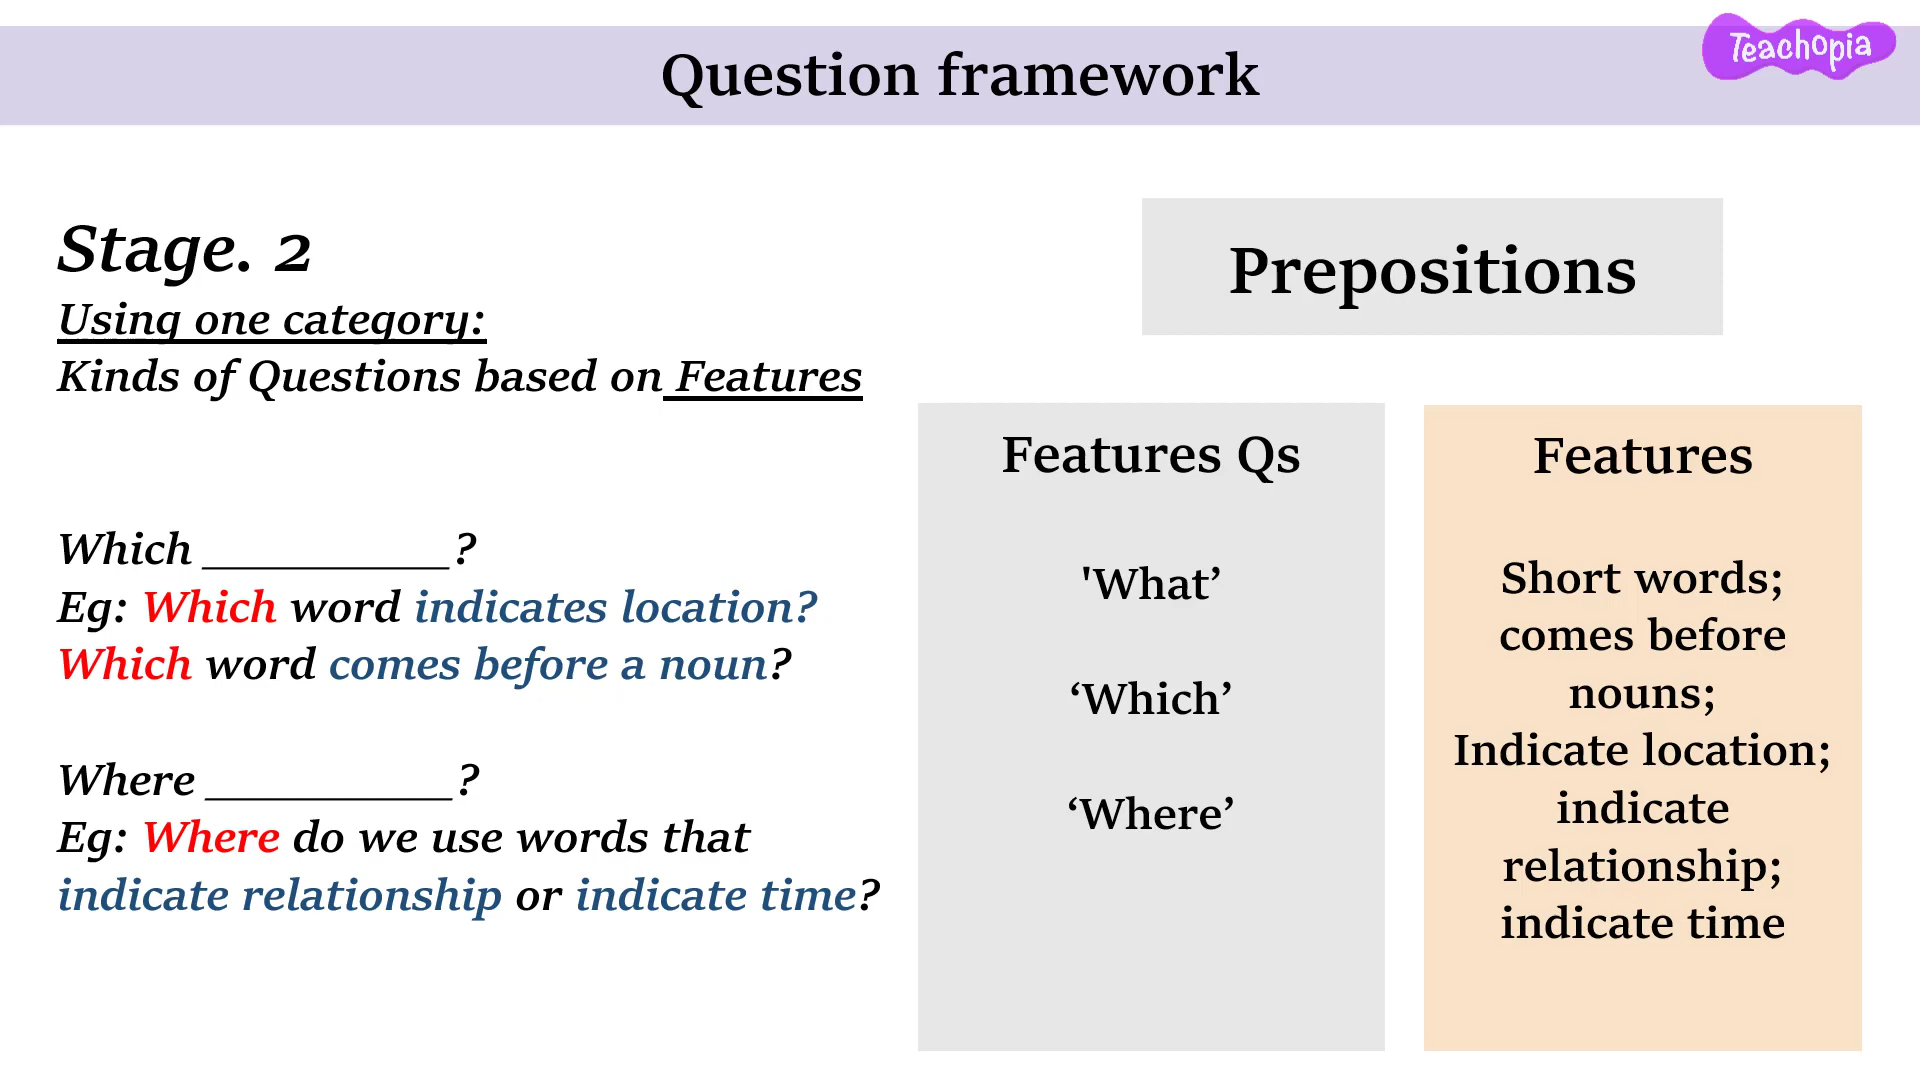 Question framework
Teachopia
Stage. 2
Using one category:
Kinds of Questions based on Features
Which ___________?
Eg: Which word indicates location?
Which word comes before a noun?
Where ___________?
Eg: Where do we use words that
indicate relationship or indicate time?
Prepositions
Features Qs
'What’
‘Which’
‘Where’
Features
Short words;
comes before
nouns;
Indicate location;
indicate
relationship;
indicate time